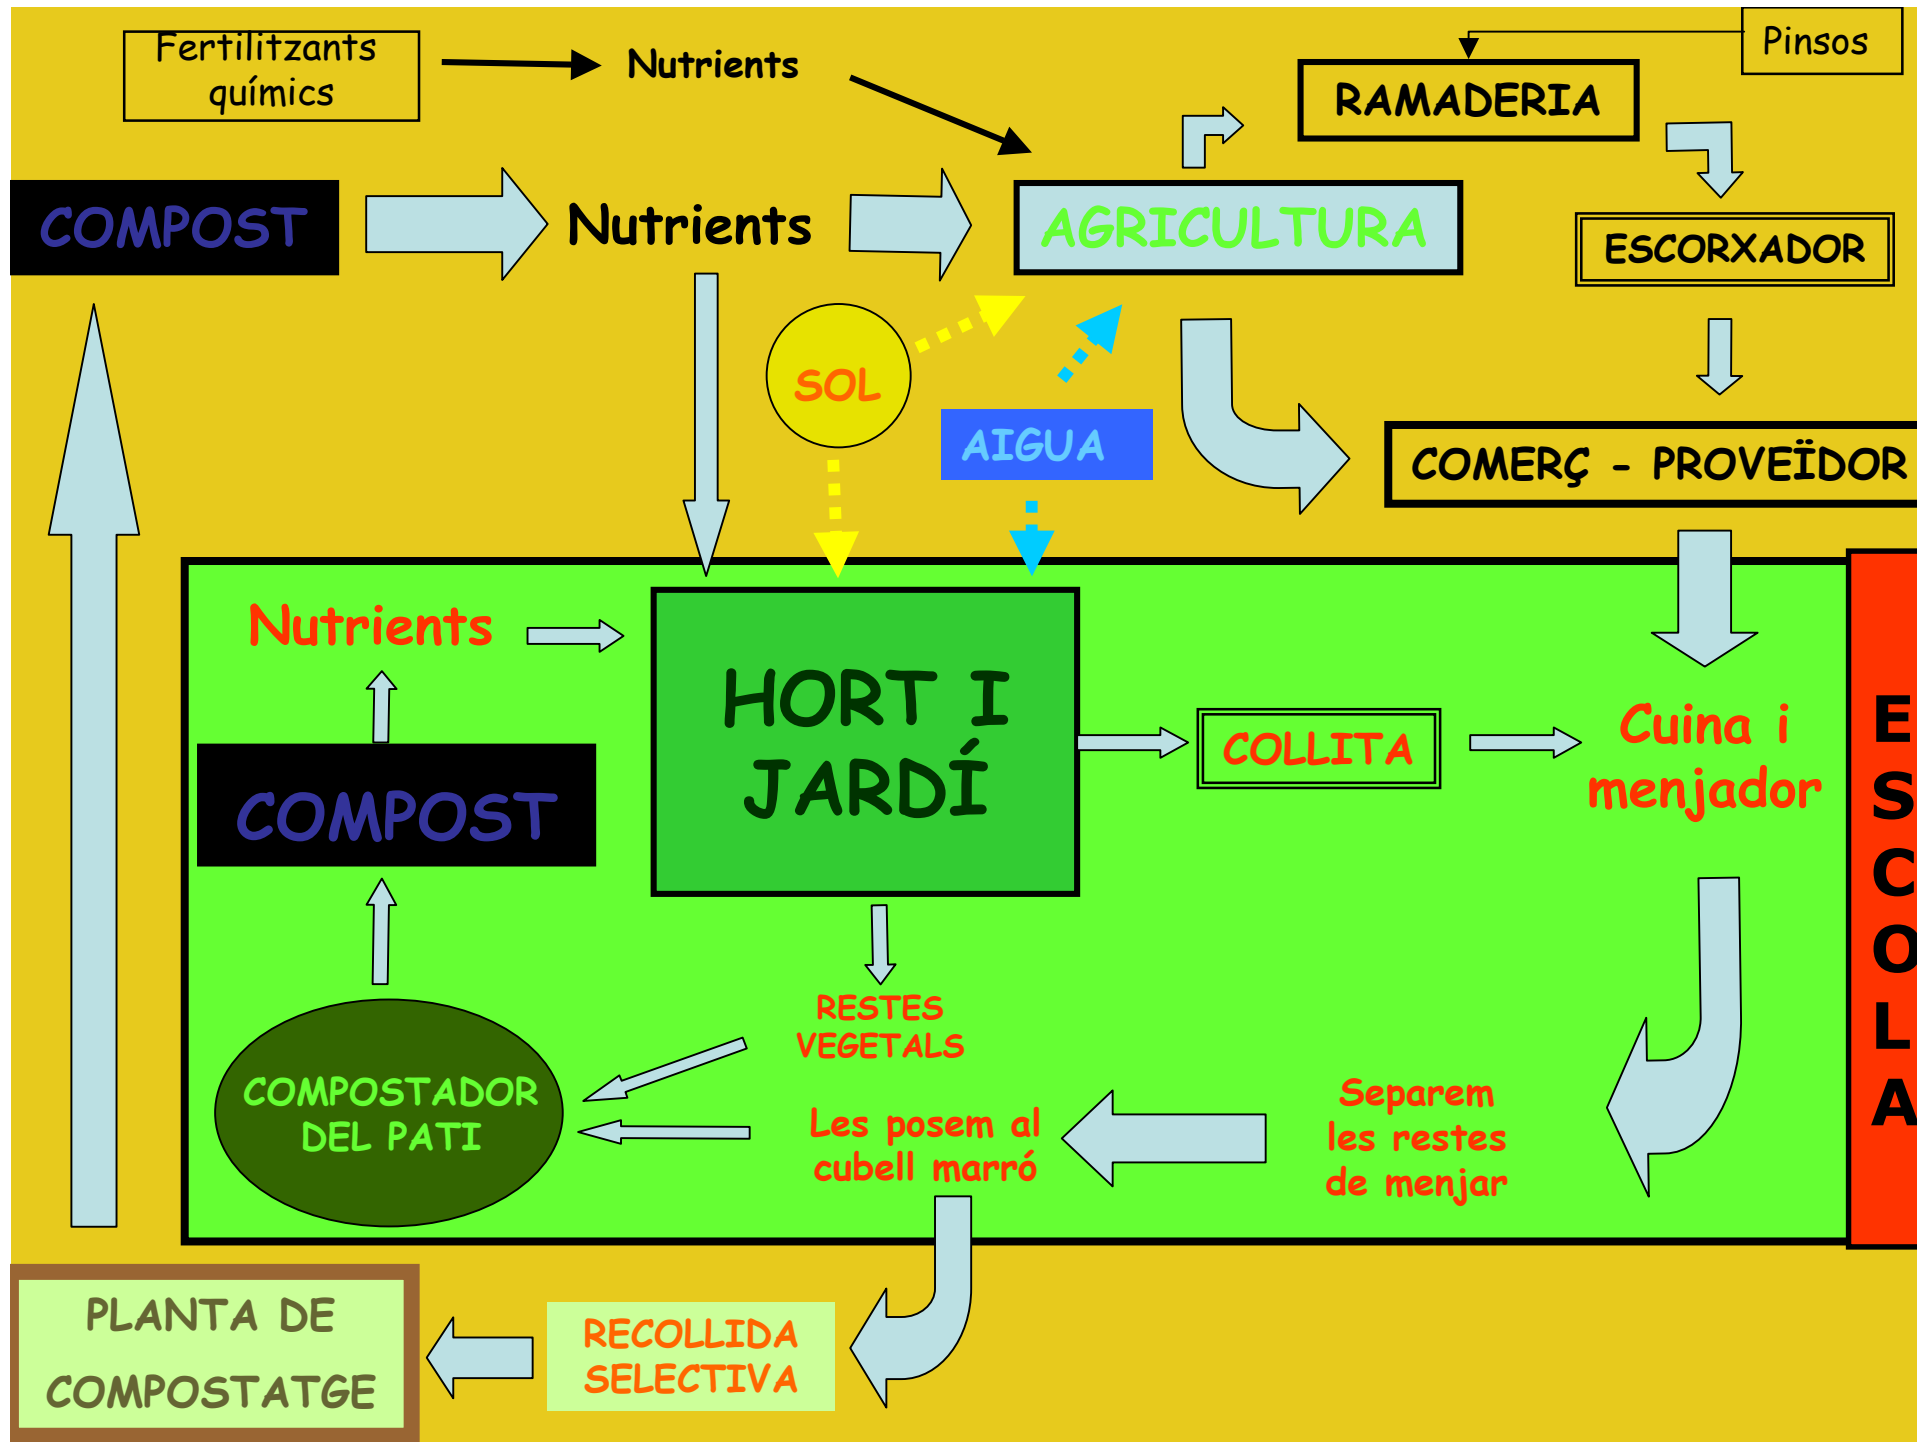 Fertilitzants
químics
Nutrients
Pinsos
RAMADERIA
COMPOST
Nutrients
AGRICULTURA
ESCORXADOR
SOL
AIGUA
COMERÇ - PROVEÏDOR
Nutrients
HORT I
JARDÍ
COLLITA
Cuina i
menjador
COMPOST
E
S
C
O
L
A
RESTES
VEGETALS
COMPOSTADOR
DEL PATI
Les posem al
cubell marró
Separem
les restes
de menjar
PLANTA DE
COMPOSTATGE
RECOLLIDA
SELECTIVA